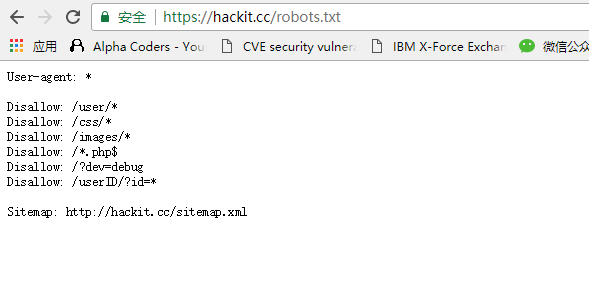 安全 https://hackit.cc/robots.txt
应用 Alpha Coders - You CVE security vulnera IBM X-Force Exchan 微信公众
User-agent: *
Disallow: /user/*
Disallow: /css/*
Disallow: /images/*
Disallow: /*.php$
Disallow: /?dev=debug
Disallow: /userID/?id=*
Sitemap: http://hackit.cc/sitemap.xml